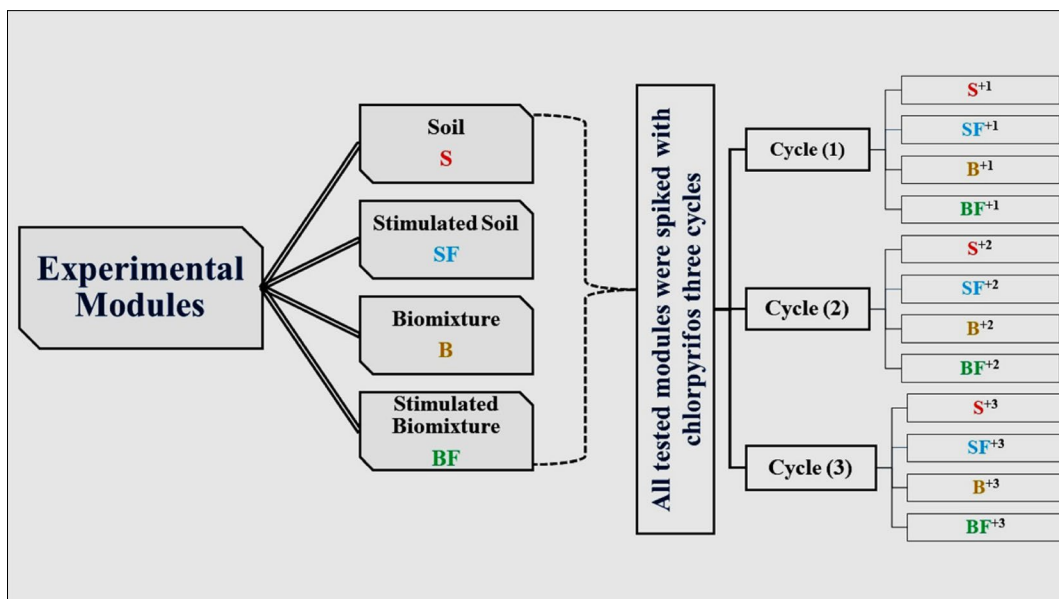 Experimental
Modules
Soil
S
Stimulated Soil
SF
Biomixture
B
Stimulated
Biomixture
BF
All tested modules were spiked with
chlorpyrifos three cycles
Cycle (1)
S+1
SF+1
B+1
BF+1
Cycle (2)
S+2
SF+2
B+2
BF+2
Cycle (3)
S+3
SF+3
B+3
BF+3